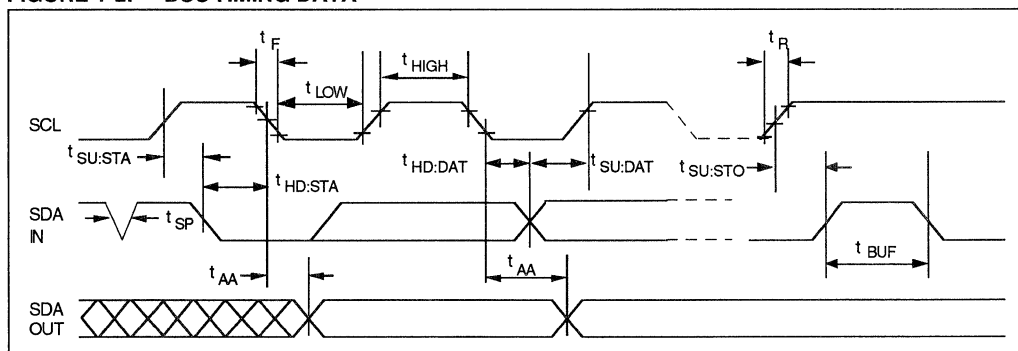 FIGURE 1-2: BUS TIMING DATA
t F
t R
t HIGH
t LOW
SCL
t SU:STA
t HD:DAT
t SU:DAT
t SU:STO
t HD:STA
SDA
IN
t SP
t BUF
t AA
t AA
SDA
OUT